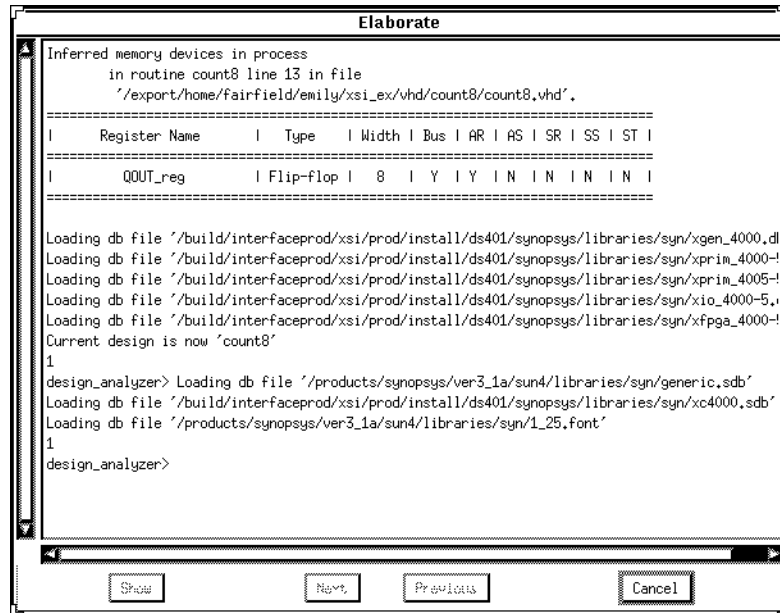 Elaborate
Inferred memory devices in process
in routine count8 line 13 in file
'/export/home/fairfield/emily/xsi_ex/vhd/count8/count8.vhd'.
===========================================================================
| Register Name | Type | Width | Bus | AR | AS | SR | SS | ST |
===========================================================================
| QOUT_reg | Flip-flop | 8 | Y | Y | N | N | N | N |
===========================================================================
Loading db file '/build/interfaceprod/xsi/prod/install/ds401/synopsys/libraries/syn/xgen_4000.d
Loading db file '/build/interfaceprod/xsi/prod/install/ds401/synopsys/libraries/syn/xprim_4000-
Loading db file '/build/interfaceprod/xsi/prod/install/ds401/synopsys/libraries/syn/xprim_4005-
Loading db file '/build/interfaceprod/xsi/prod/install/ds401/synopsys/libraries/syn/xio_4000-5.
Loading db file '/build/interfaceprod/xsi/prod/install/ds401/synopsys/libraries/syn/xfpga_4000-
Current design is now 'count8'
1
design_analyzer> Loading db file '/products/synopsys/ver3_1a/sun4/libraries/syn/generic.sdb'
Loading db file '/build/interfaceprod/xsi/prod/install/ds401/synopsys/libraries/syn/xc4000.sdb'
Loading db file '/products/synopsys/ver3_1a/sun4/libraries/syn/1_25.font'
1
design_analyzer>
Show Next Previous Cancel